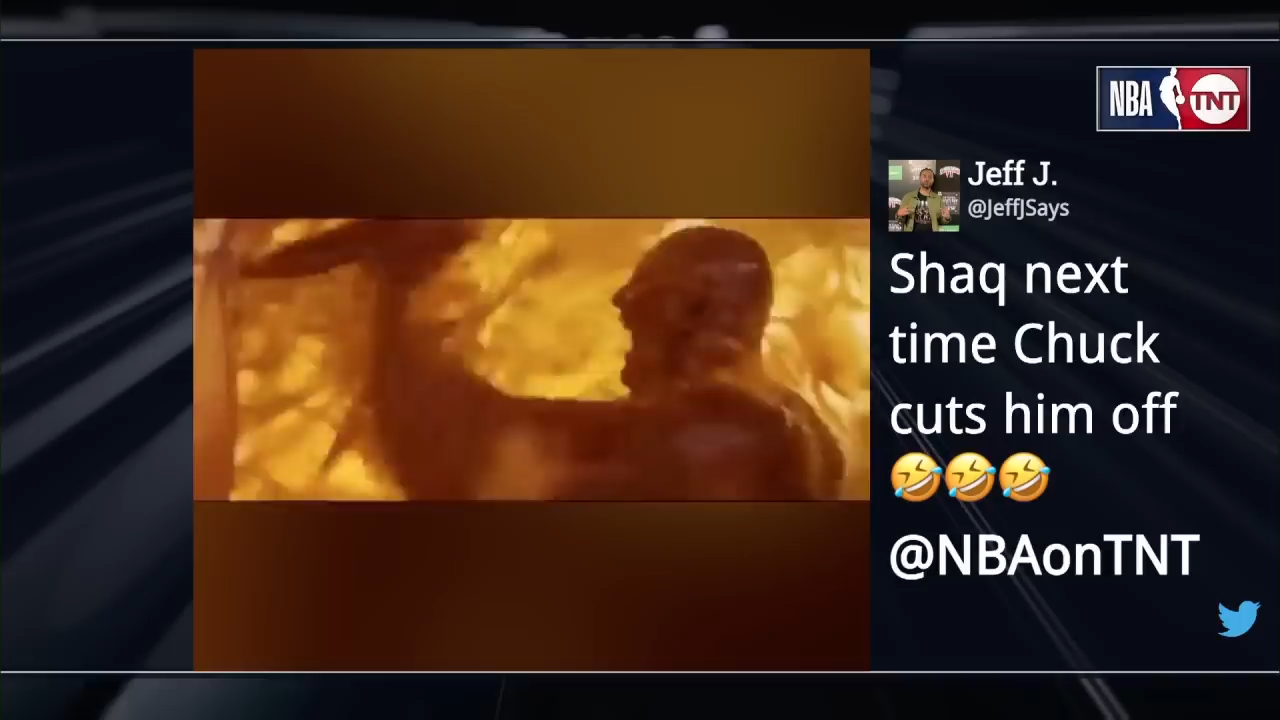 NBA TNT
Jeff J.
@JeffJSays
Shaq next
time Chuck
cuts him off
🤣🤣🤣
@NBAonTNT